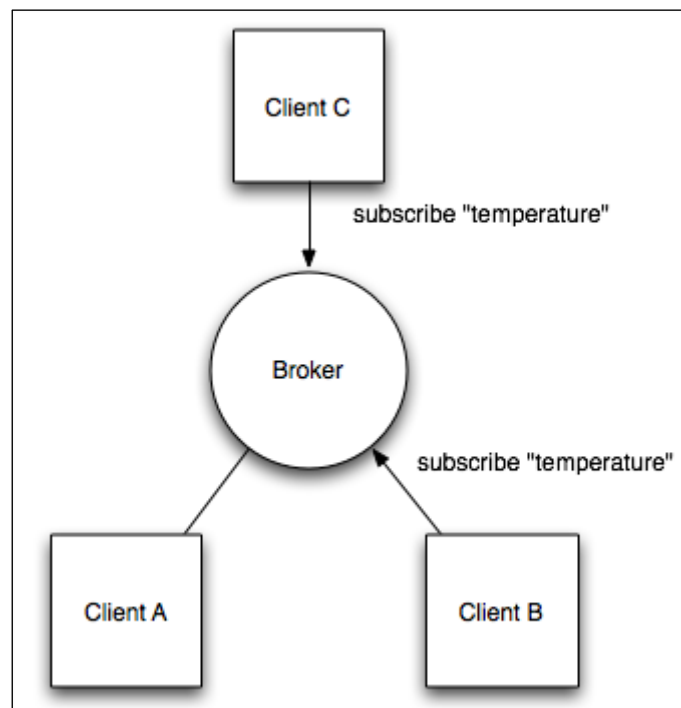 Client C
subscribe "temperature"
Broker
subscribe "temperature"
Client A
Client B